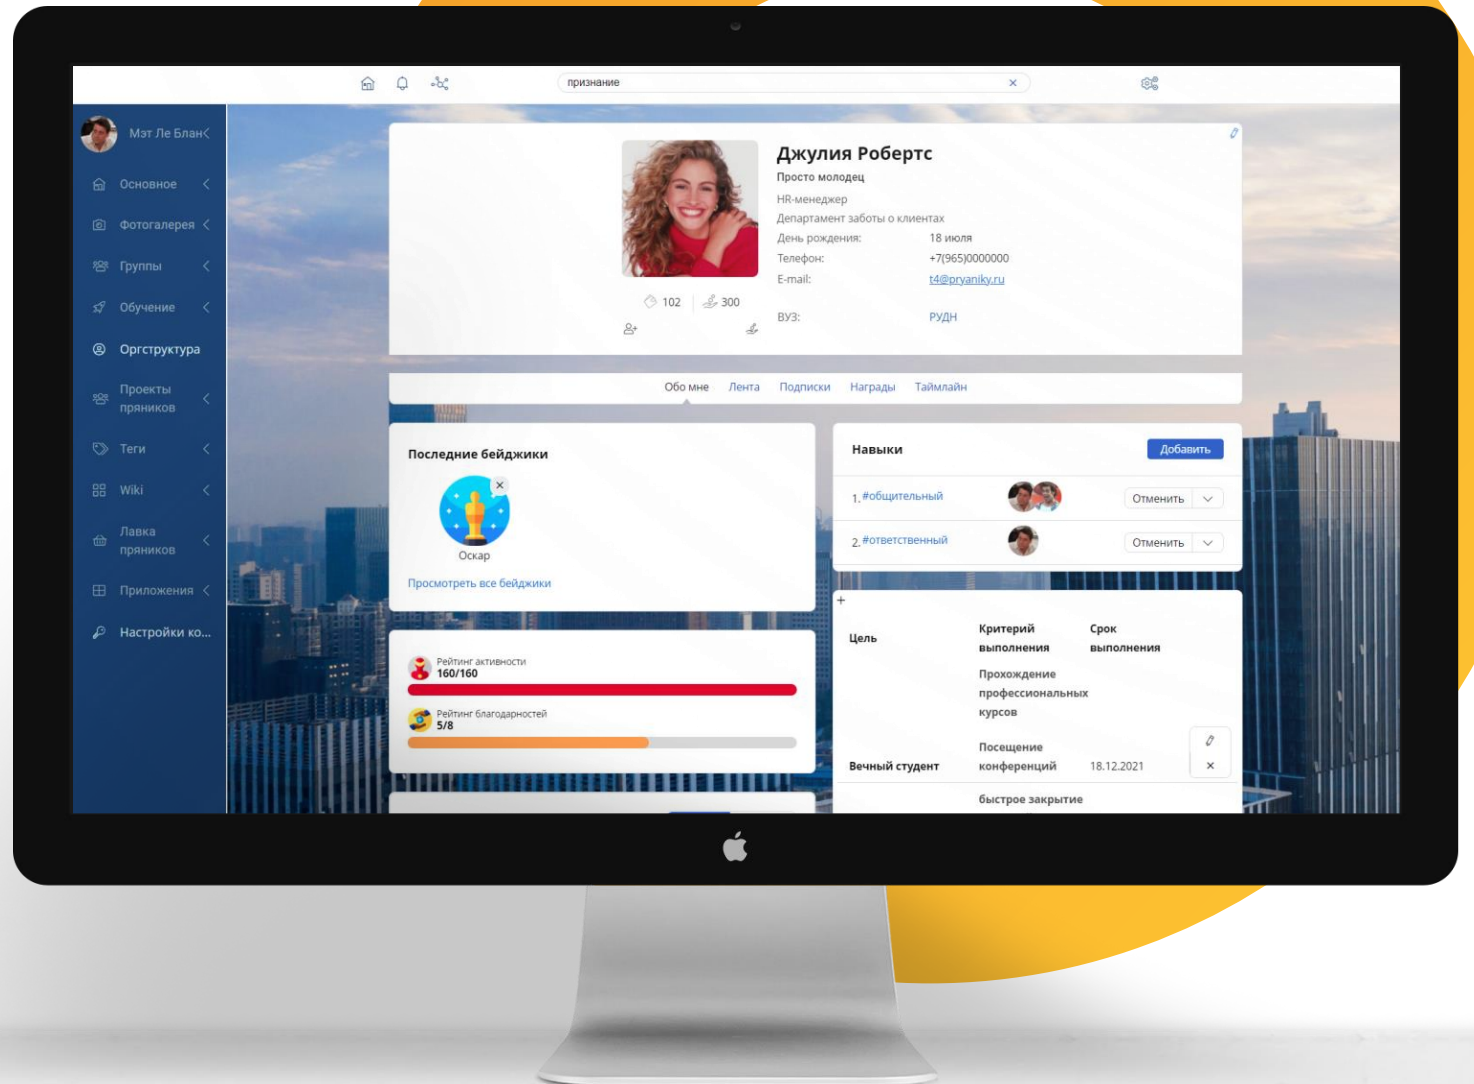 признание
Мэт Ле Блан
Основное
Фотогалерея
Группы
Обучение
Оргструктура
Проекты
пряников
Теги
Wiki
Лавка
пряников
Приложения
Настройки ко...
Джулия Робертс
Просто молодец
HR-менеджер
Департамент заботы о клиентах
День рождения: 18 июля
Телефон: +7(965)0000000
E-mail: t4@pryaniky.ru
ВУЗ: РУДН
102 300
Обо мне Лента Подписки Награды Таймлайн
Последние бейджики
Оскар
Просмотреть все бейджики
Рейтинг активности
160/160
Рейтинг благодарностей
5/8
Навыки Добавить
1. #общительный Отменить
2. #ответственный Отменить
+
Цель Критерий выполнения Срок выполнения
Прохождение
профессиональных
курсов
Посещение
Вечный студент конференций 18.12.2021
быстрое закрытие